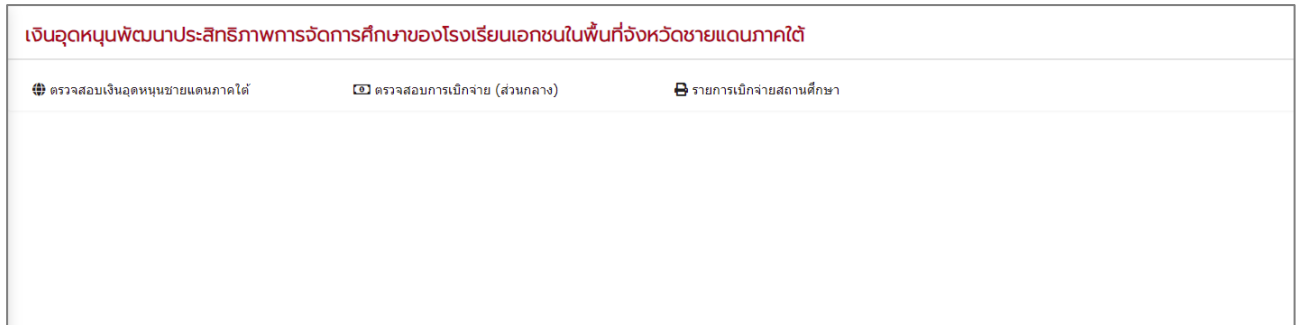 เงินอุดหนุนพัฒนาประสิทธิภาพการจัดการศึกษาของโรงเรียนเอกชนในพื้นที่จังหวัดชายแดนภาคใต้
ตรวจสอบเงินอุดหนุนชายแดนภาคใต้ ตรวจสอบการเบิกจ่าย (ส่วนกลาง) รายการเบิกจ่ายสถานศึกษา